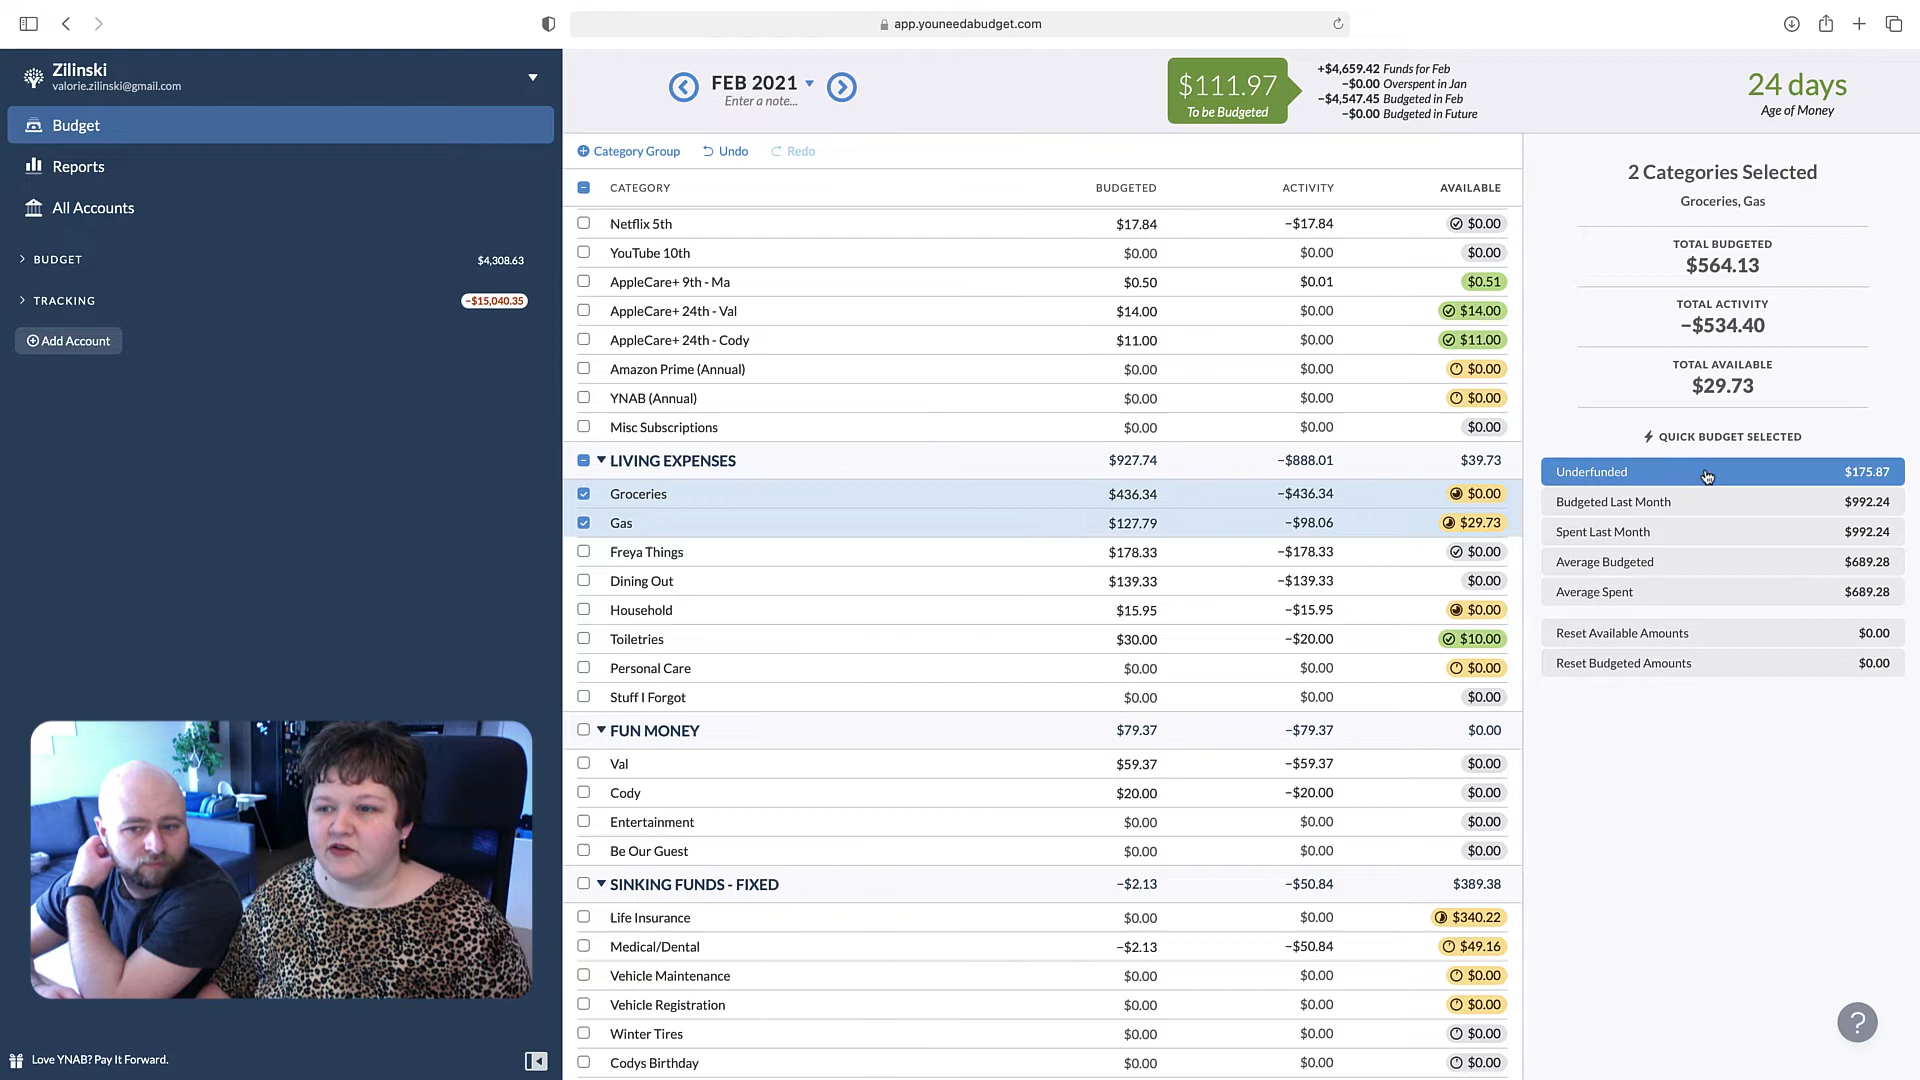 app.youneedabudget.com
Zilinski
valorie.zilinski@gmail.com
Budget
Reports
All Accounts
BUDGET $4,308.63
TRACKING −$15,040.35
Add Account
Love YNAB? Pay It Forward.
FEB 2021
Enter a note...
$111.97
To be Budgeted
+$4,659.42 Funds for Feb
−$0.00 Overspent in Jan
−$4,547.45 Budgeted in Feb
−$0.00 Budgeted in Future
24 days
Age of Money
Category Group Undo Redo
CATEGORY BUDGETED ACTIVITY AVAILABLE
Netflix 5th $17.84 −$17.84 $0.00
YouTube 10th $0.00 $0.00 $0.00
AppleCare+ 9th - Ma $0.50 $0.01 $0.51
AppleCare+ 24th - Val $14.00 $0.00 $14.00
AppleCare+ 24th - Cody $11.00 $0.00 $11.00
Amazon Prime (Annual) $0.00 $0.00 $0.00
YNAB (Annual) $0.00 $0.00 $0.00
Misc Subscriptions $0.00 $0.00 $0.00
LIVING EXPENSES $927.74 −$888.01 $39.73
Groceries $436.34 −$436.34 $0.00
Gas $127.79 −$98.06 $29.73
Freya Things $178.33 −$178.33 $0.00
Dining Out $139.33 −$139.33 $0.00
Household $15.95 −$15.95 $0.00
Toiletries $30.00 −$20.00 $10.00
Personal Care $0.00 $0.00 $0.00
Stuff I Forgot $0.00 $0.00 $0.00
FUN MONEY $79.37 −$79.37 $0.00
Val $59.37 −$59.37 $0.00
Cody $20.00 −$20.00 $0.00
Entertainment $0.00 $0.00 $0.00
Be Our Guest $0.00 $0.00 $0.00
SINKING FUNDS - FIXED −$2.13 −$50.84 $389.38
Life Insurance $0.00 $0.00 $340.22
Medical/Dental −$2.13 −$50.84 $49.16
Vehicle Maintenance $0.00 $0.00 $0.00
Vehicle Registration $0.00 $0.00 $0.00
Winter Tires $0.00 $0.00 $0.00
Codys Birthday $0.00 $0.00 $0.00
2 Categories Selected
Groceries, Gas
TOTAL BUDGETED
$564.13
TOTAL ACTIVITY
−$534.40
TOTAL AVAILABLE
$29.73
QUICK BUDGET SELECTED
Underfunded $175.87
Budgeted Last Month $992.24
Spent Last Month $992.24
Average Budgeted $689.28
Average Spent $689.28
Reset Available Amounts $0.00
Reset Budgeted Amounts $0.00
?